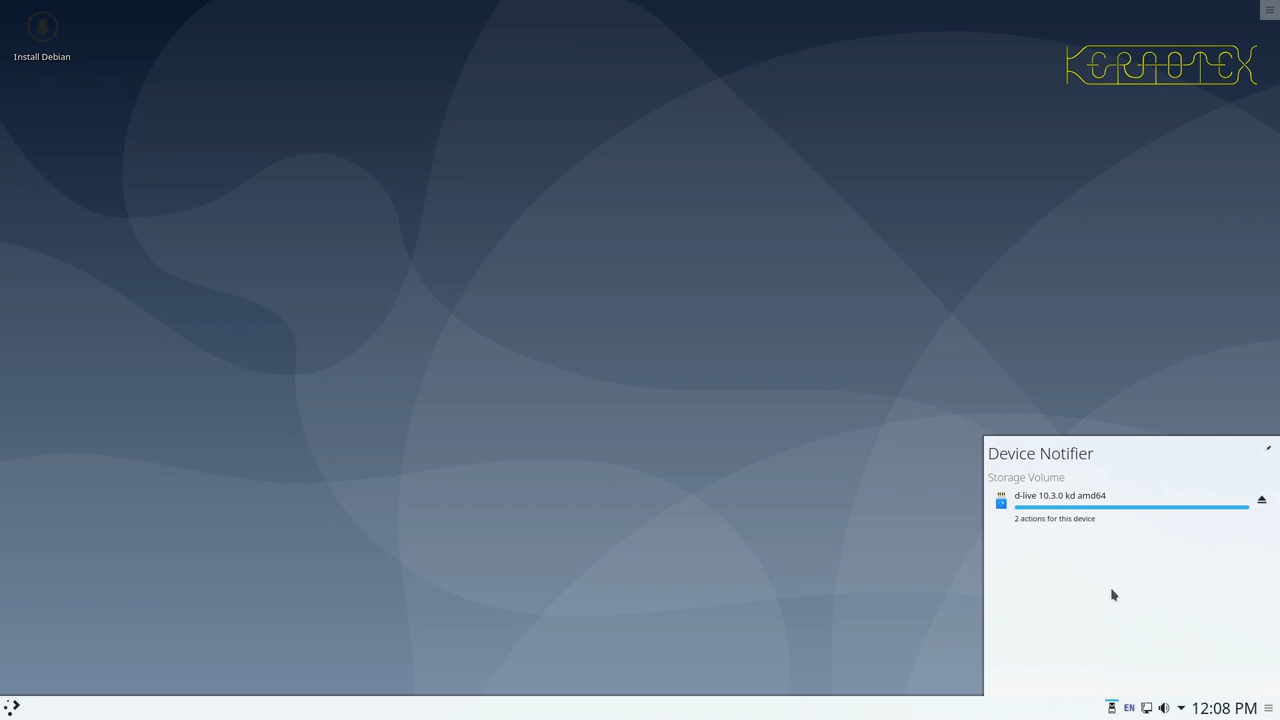 Install Debian
KERNOTEX
Device Notifier
Storage Volume
d-live 10.3.0 kd amd64
2 actions for this device
EN
12:08 PM